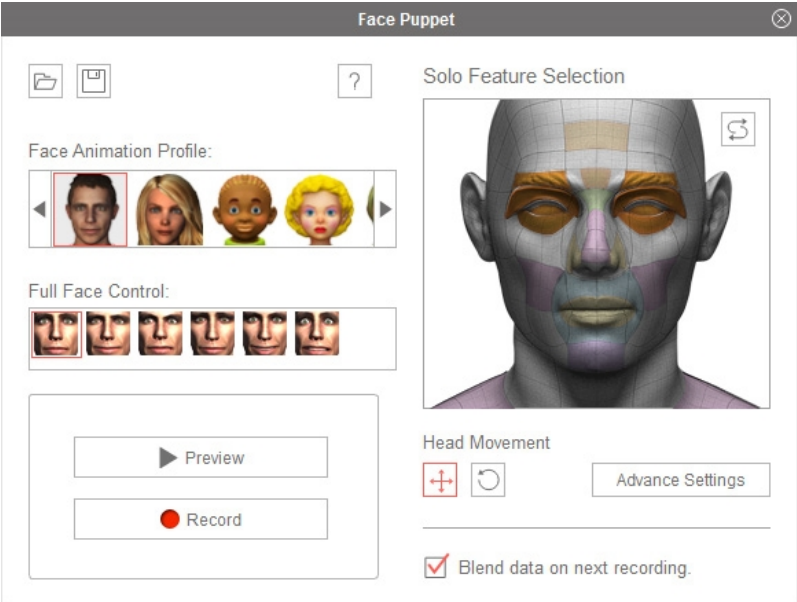 Face Puppet
?
Solo Feature Selection
Face Animation Profile:
Full Face Control:
Preview
Record
Head Movement
Advance Settings
Blend data on next recording.